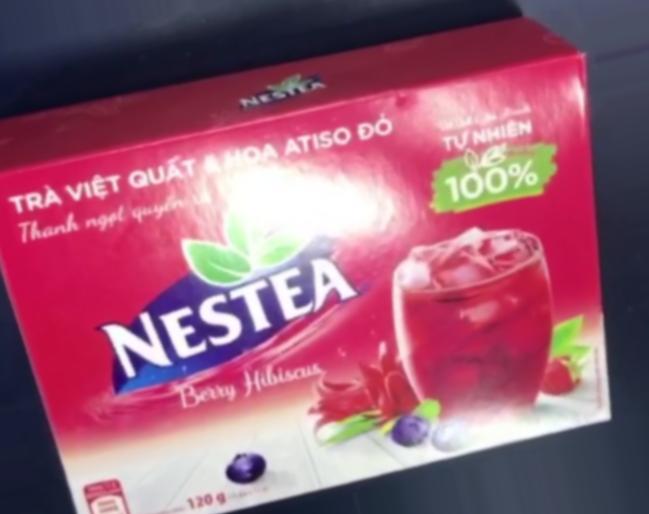 NESTEA
TRÀ VIỆT QUẤT & HOA ATISO ĐỎ
Thanh ngọt quyến
TỰ NHIÊN
100%
NESTEA
Berry Hibiscus
120 g